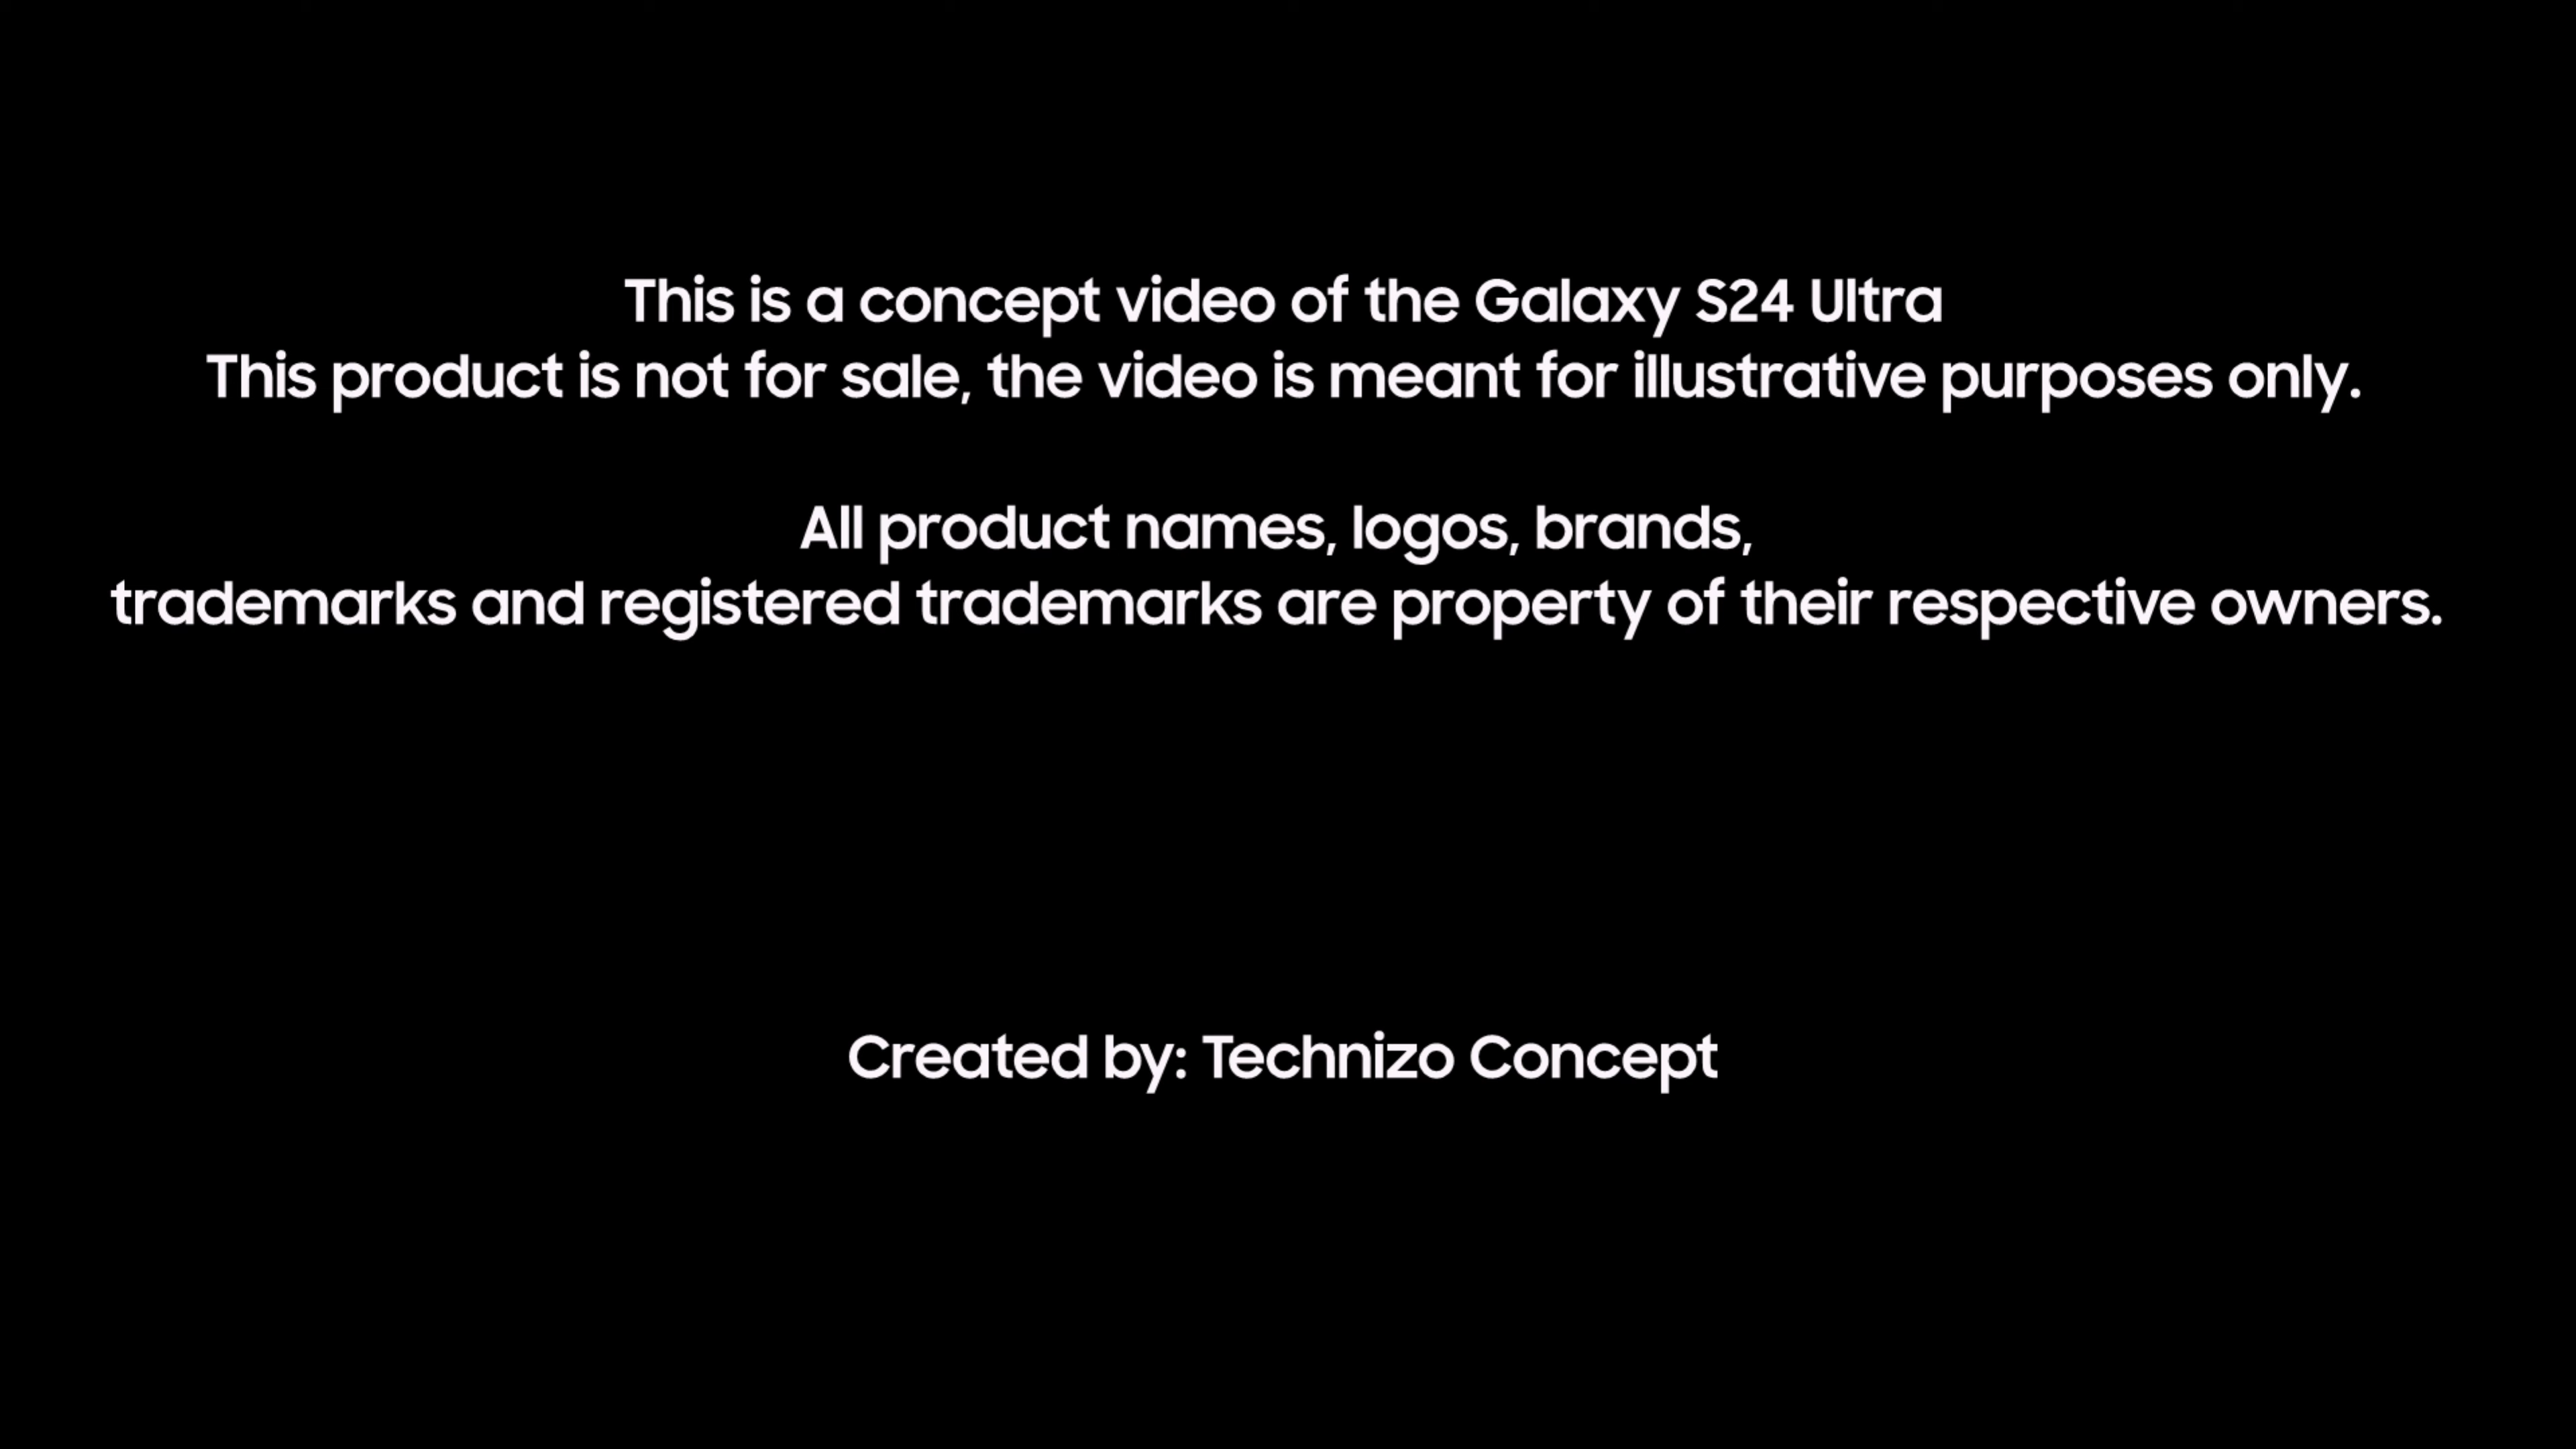 This is a concept video of the Galaxy S24 Ultra
This product is not for sale, the video is meant for illustrative purposes only.
All product names, logos, brands,
trademarks and registered trademarks are property of their respective owners.
Created by: Technizo Concept